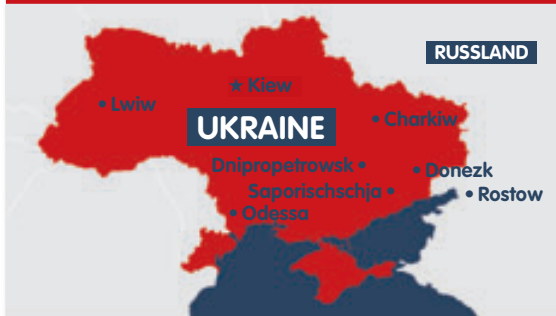 RUSSLAND
★ Kiew
• Lwiw
UKRAINE
• Charkiw
Dnipropetrowsk •
• Donezk
Saporischschja •
• Rostow
• Odessa